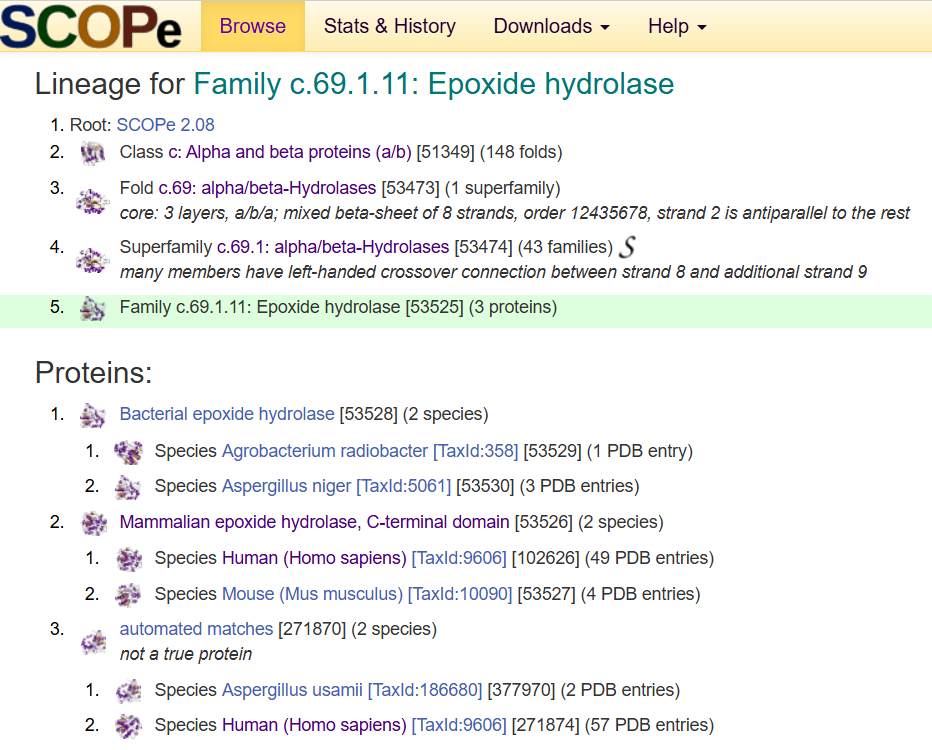 SCOPe Browse Stats & History Downloads Help
Lineage for Family c.69.1.11: Epoxide hydrolase
1. Root: SCOPe 2.08
2. Class c: Alpha and beta proteins (a/b) [51349] (148 folds)
3. Fold c.69: alpha/beta-Hydrolases [53473] (1 superfamily)
core: 3 layers, a/b/a; mixed beta-sheet of 8 strands, order 12435678, strand 2 is antiparallel to the rest
4. Superfamily c.69.1: alpha/beta-Hydrolases [53474] (43 families) S
many members have left-handed crossover connection between strand 8 and additional strand 9
5. Family c.69.1.11: Epoxide hydrolase [53525] (3 proteins)
Proteins:
1. Bacterial epoxide hydrolase [53528] (2 species)
1. Species Agrobacterium radiobacter [TaxId:358] [53529] (1 PDB entry)
2. Species Aspergillus niger [TaxId:5061] [53530] (3 PDB entries)
2. Mammalian epoxide hydrolase, C-terminal domain [53526] (2 species)
1. Species Human (Homo sapiens) [TaxId:9606] [102626] (49 PDB entries)
2. Species Mouse (Mus musculus) [TaxId:10090] [53527] (4 PDB entries)
3. automated matches [271870] (2 species)
not a true protein
1. Species Aspergillus usamii [TaxId:186680] [377970] (2 PDB entries)
2. Species Human (Homo sapiens) [TaxId:9606] [271874] (57 PDB entries)